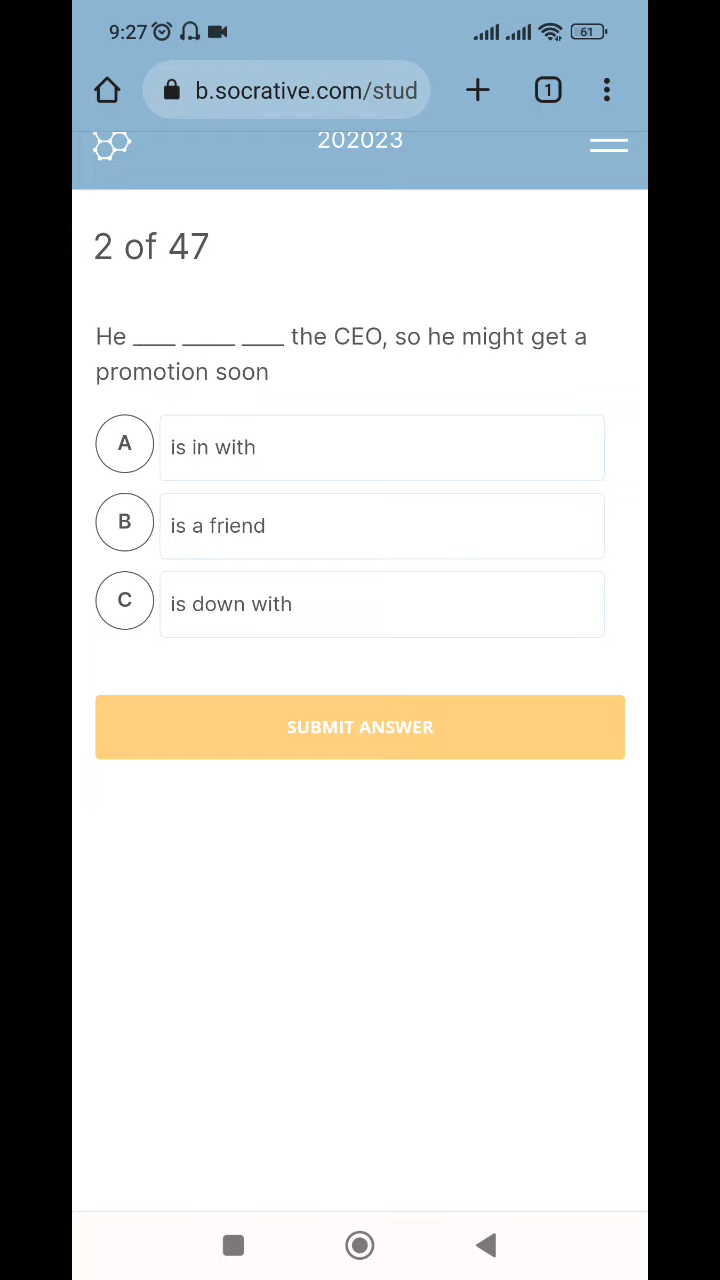 9:27 61
b.socrative.com/stud 1
202023
2 of 47
He ____ _____ ____ the CEO, so he might get a
promotion soon
A is in with
B is a friend
C is down with
SUBMIT ANSWER